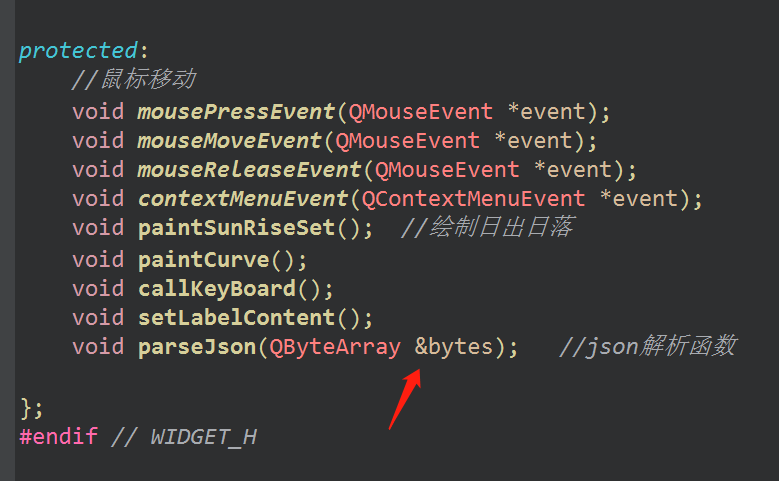 protected:
//鼠标移动
void mousePressEvent(QMouseEvent *event);
void mouseMoveEvent(QMouseEvent *event);
void mouseReleaseEvent(QMouseEvent *event);
void contextMenuEvent(QContextMenuEvent *event);
void paintSunRiseSet();  //绘制日出日落
void paintCurve();
void callKeyBoard();
void setLabelContent();
void parseJson(QByteArray &bytes);   //json解析函数
};
#endif // WIDGET_H